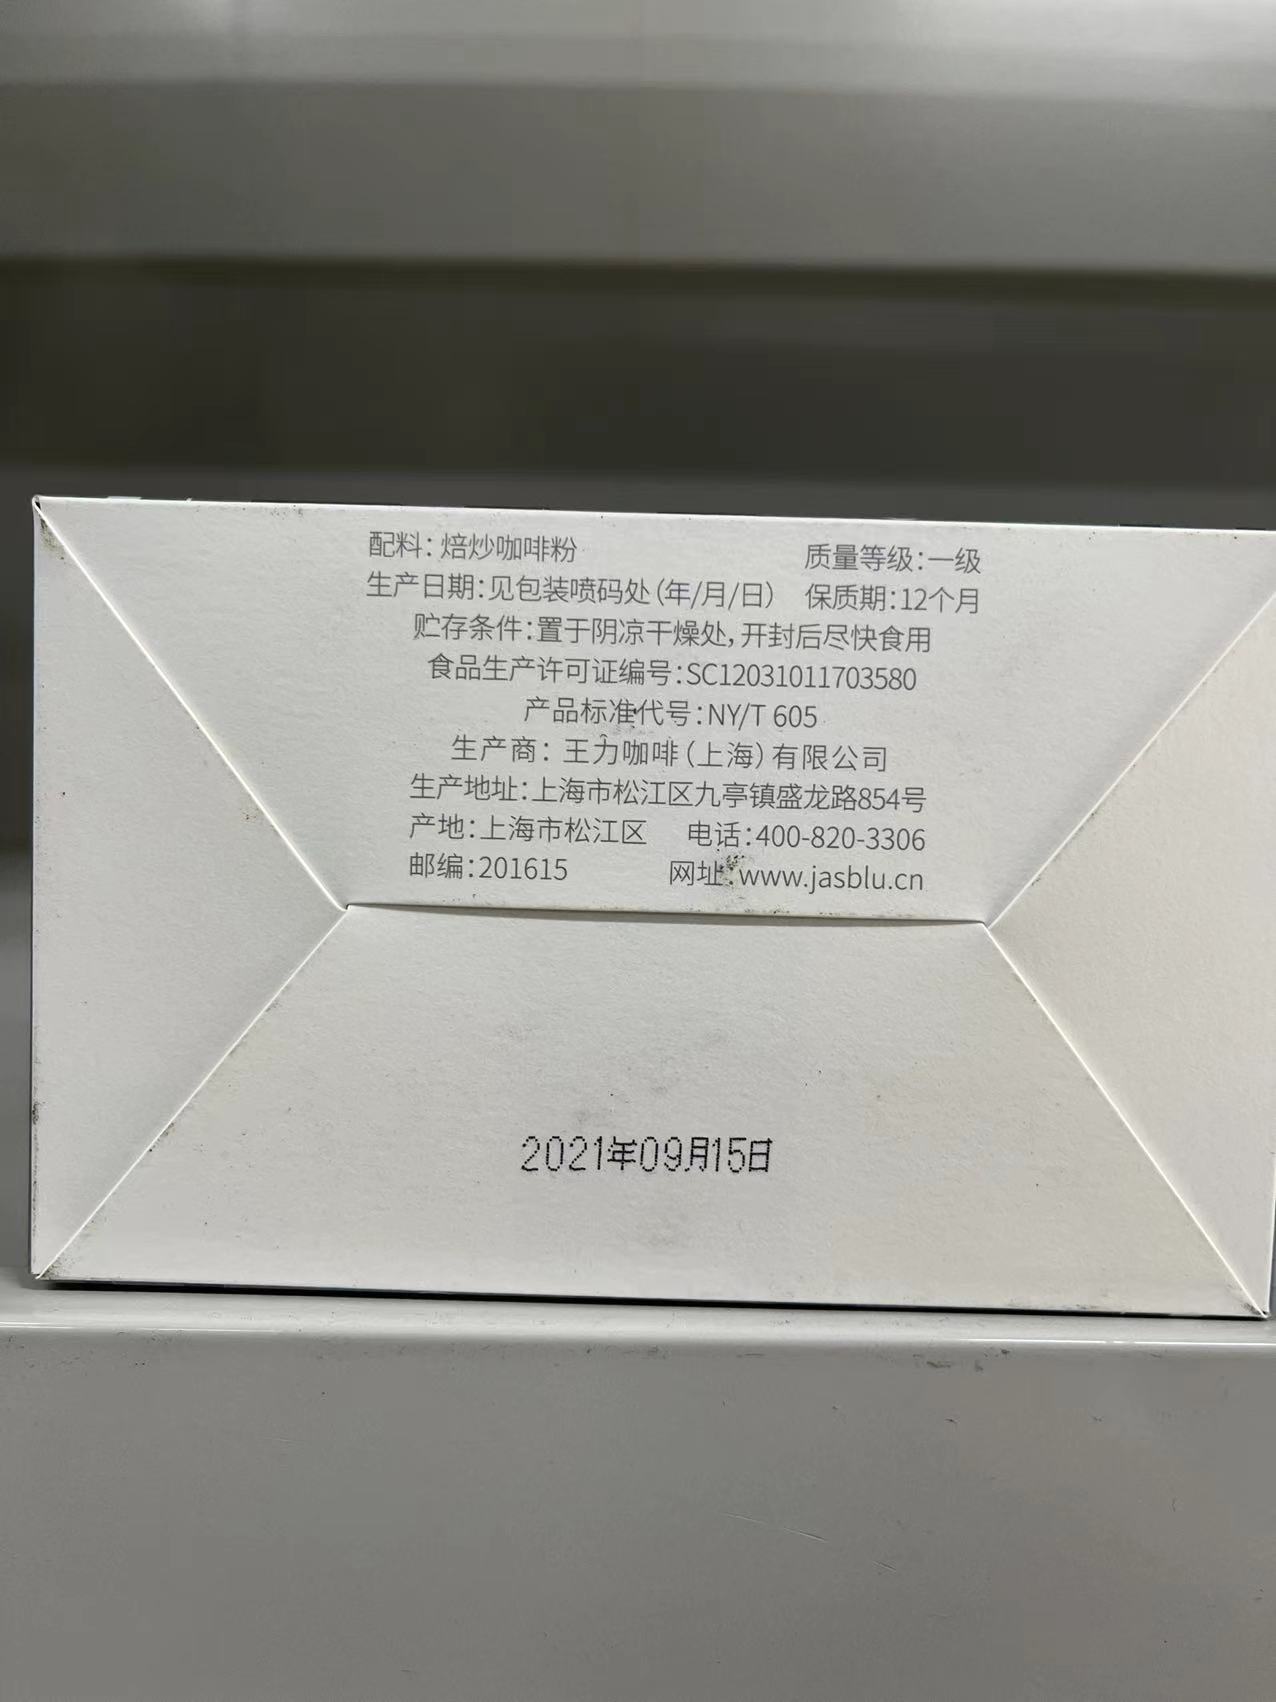 配料：焙炒咖啡粉 质量等级：一级
生产日期：见包装喷码处（年/月/日） 保质期：12个月
贮存条件：置于阴凉干燥处，开封后尽快食用
食品生产许可证编号：SC12031011703580
产品标准代号：NY/T 605
生产商：王力咖啡（上海）有限公司
生产地址：上海市松江区九亭镇盛龙路854号
产地：上海市松江区 电话：400-820-3306
邮编：201615 网址：www.jasblu.cn
2021年09月15日